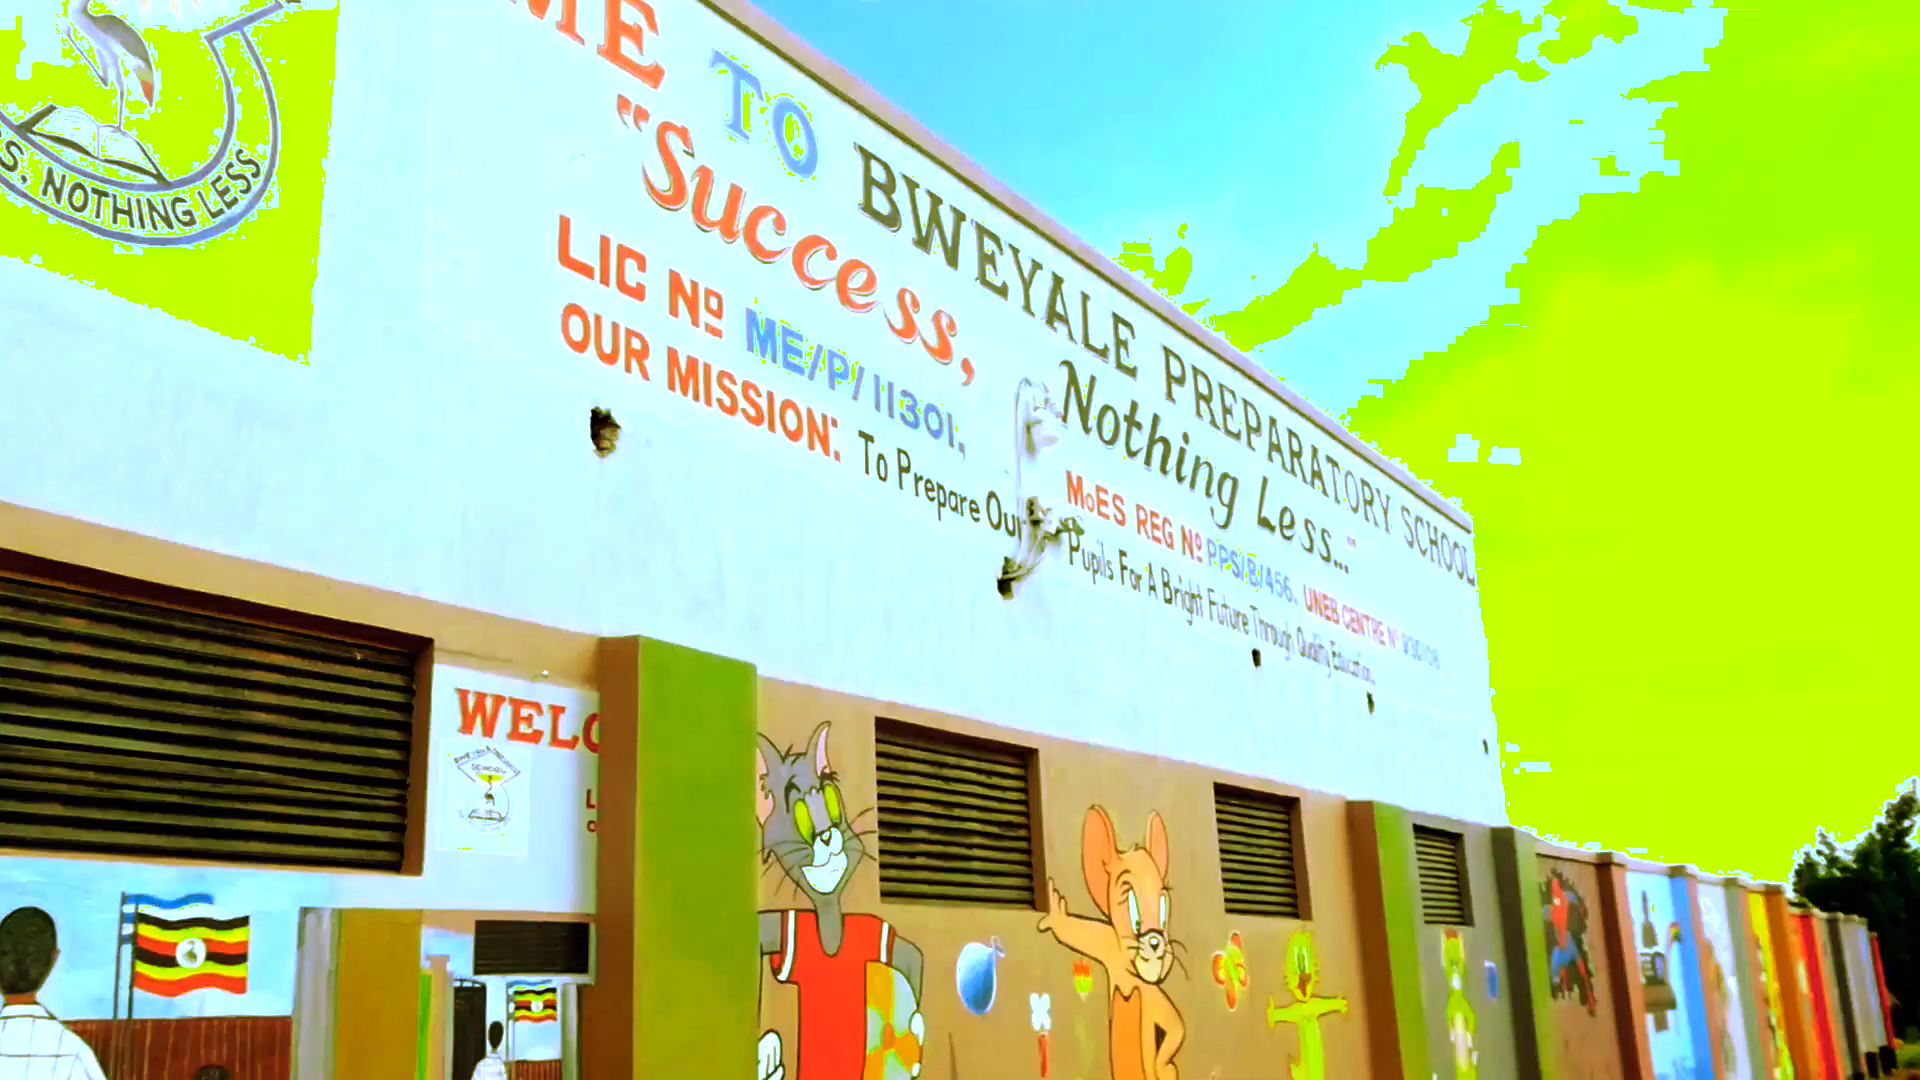 S, NOTHING LESS
ME TO BWEYALE PREPARATORY SCHOOL
"Success, Nothing Less..."
LIC Nº ME/P/11301. MoES REG Nº PPS/B/456. UNEB CENTRE Nº
OUR MISSION: To Prepare Our Pupils For A Bright Future Through Quality Education.
WELC